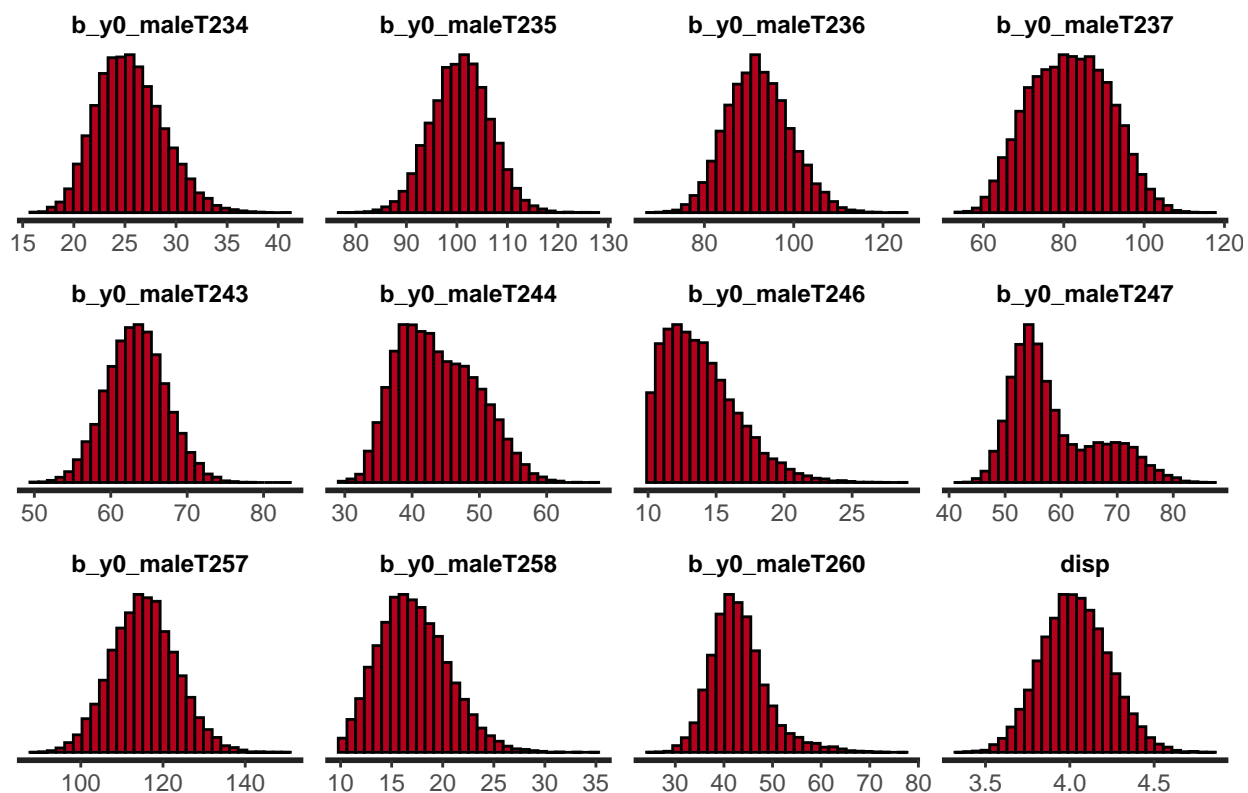 b_y0_maleT234 b_y0_maleT235 b_y0_maleT236 b_y0_maleT237
15 20 25 30 35 40 80 90 100 110 120 130 80 100 120 60 80 100 120
b_y0_maleT243 b_y0_maleT244 b_y0_maleT246 b_y0_maleT247
50 60 70 80 30 40 50 60 10 15 20 25 40 50 60 70 80
b_y0_maleT257 b_y0_maleT258 b_y0_maleT260 disp
100 120 140 10 15 20 25 30 35 30 40 50 60 70 80 3.5 4.0 4.5